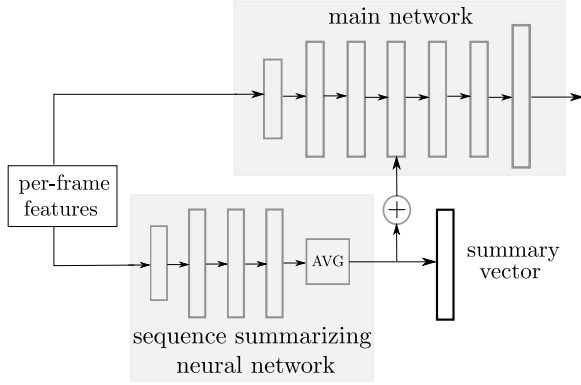 main network
per-frame
features
+
AVG
summary
vector
sequence summarizing
neural network